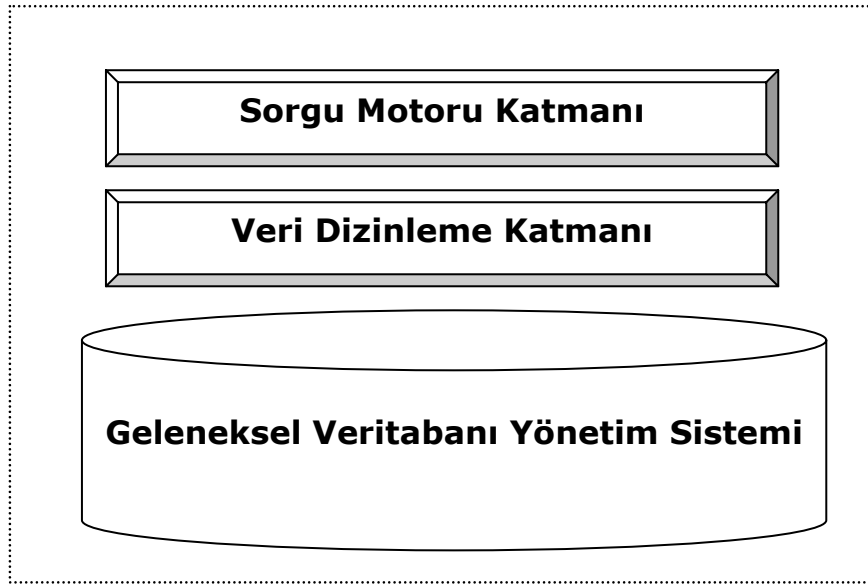 Sorgu Motoru Katmanı
Veri Dizinleme Katmanı
Geleneksel Veritabanı Yönetim Sistemi